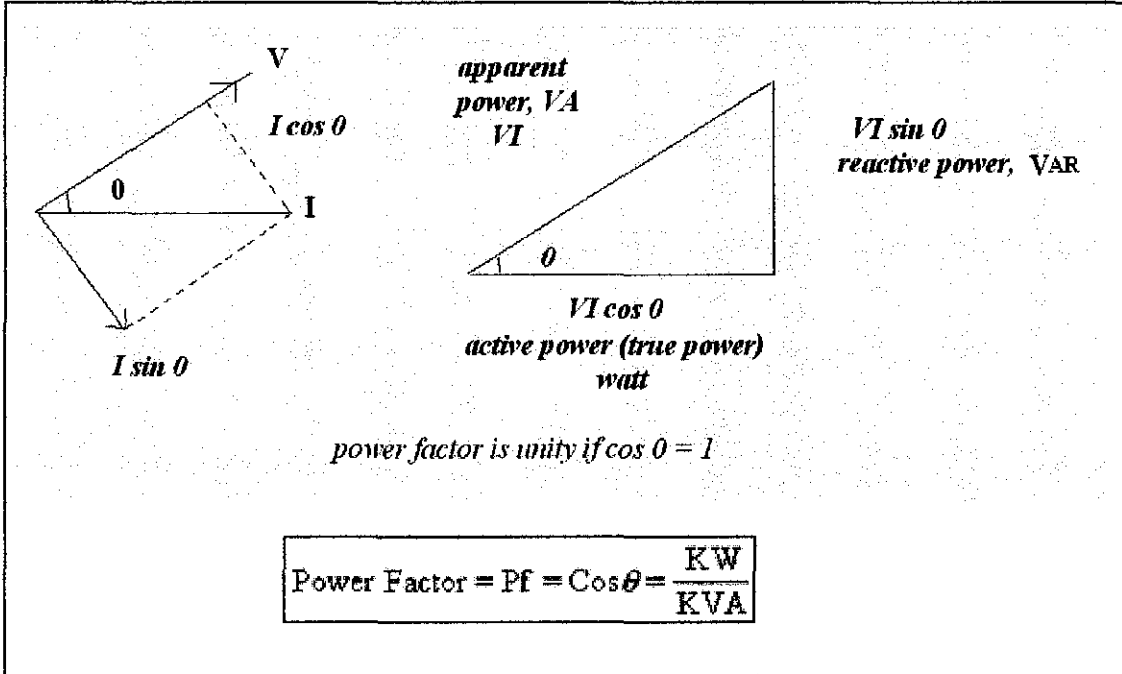 V
I cos 0
0
I
I sin 0
apparent
power, VA
VI
VI sin 0
reactive power, VAR
0
VI cos 0
active power (true power)
watt
power factor is unity if cos 0 = 1
Power Factor = Pf = Cosθ = KW / KVA